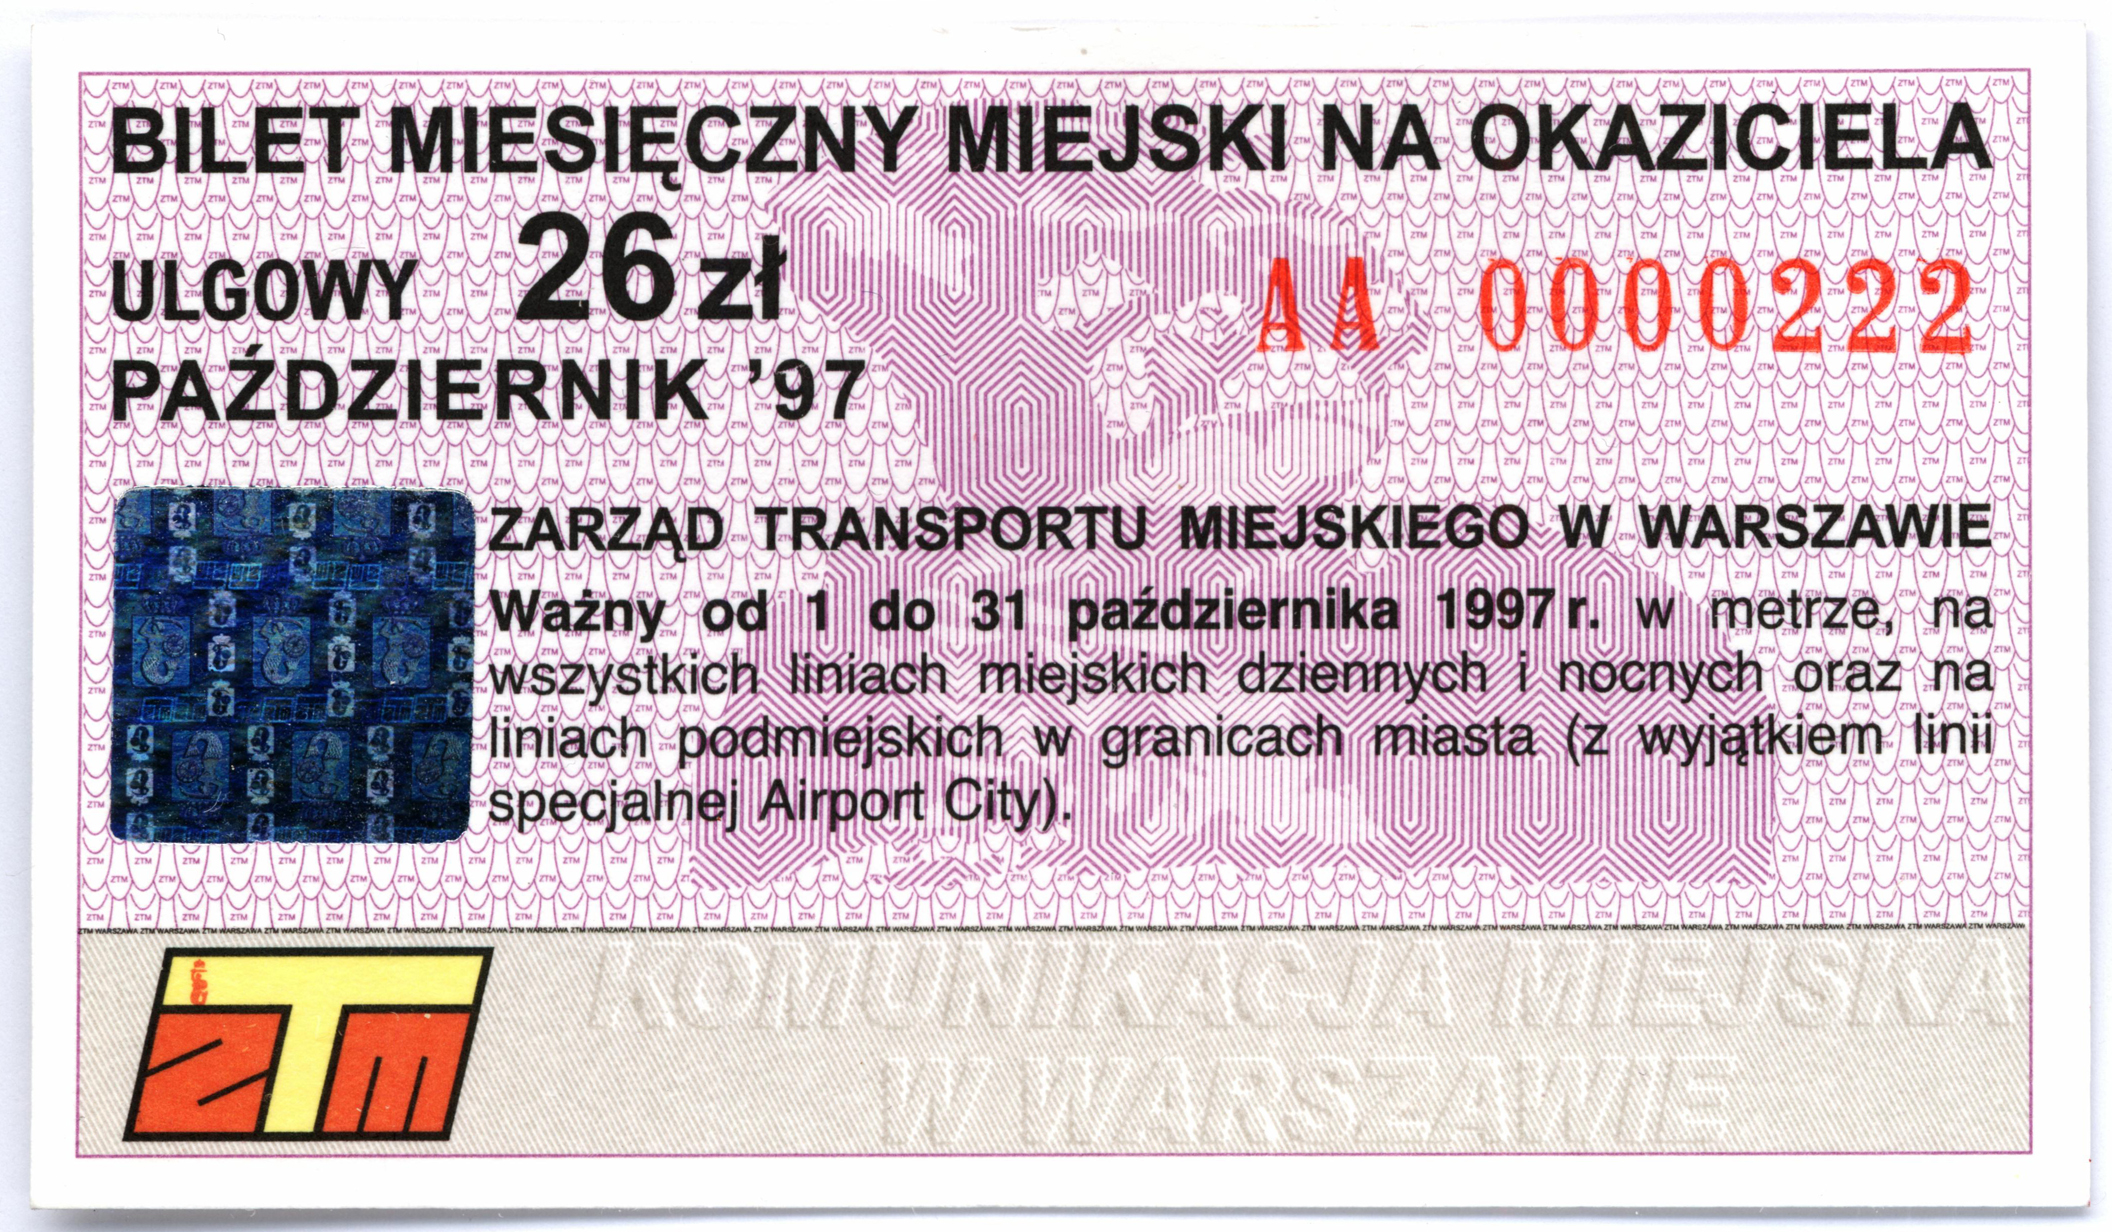 BILET MIESIĘCZNY MIEJSKI NA OKAZICIELA
ULGOWY 26 zł
AA 0000222
PAŹDZIERNIK '97
ZARZĄD TRANSPORTU MIEJSKIEGO W WARSZAWIE
Ważny od 1 do 31 października 1997 r. w metrze, na
wszystkich liniach miejskich dziennych i nocnych oraz na
liniach podmiejskich w granicach miasta (z wyjątkiem linii
specjalnej Airport City).
ZTM
KOMUNIKACJA MIEJSKA
W WARSZAWIE